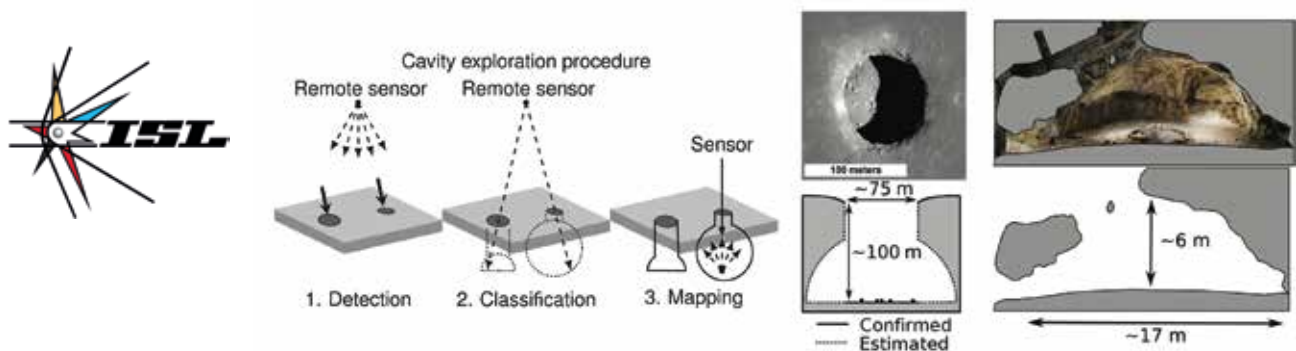 ISL
Cavity exploration procedure
Remote sensor Remote sensor
Sensor
1. Detection 2. Classification 3. Mapping
100 meters
~75 m
~100 m
Confirmed
Estimated
~6 m
~17 m